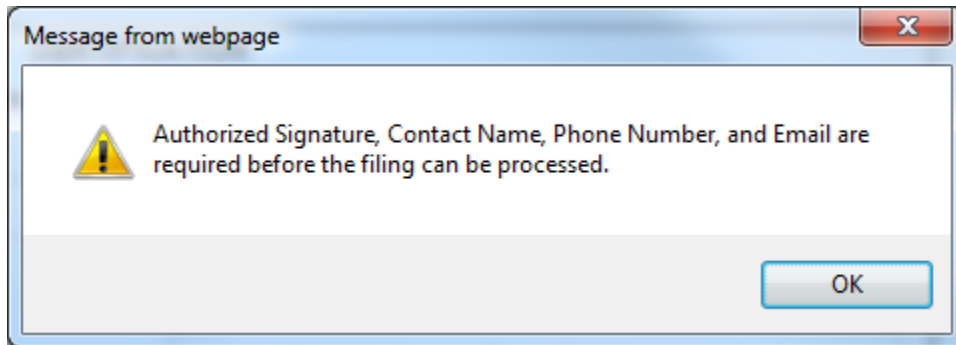 Message from webpage
Authorized Signature, Contact Name, Phone Number, and Email are
required before the filing can be processed.
OK